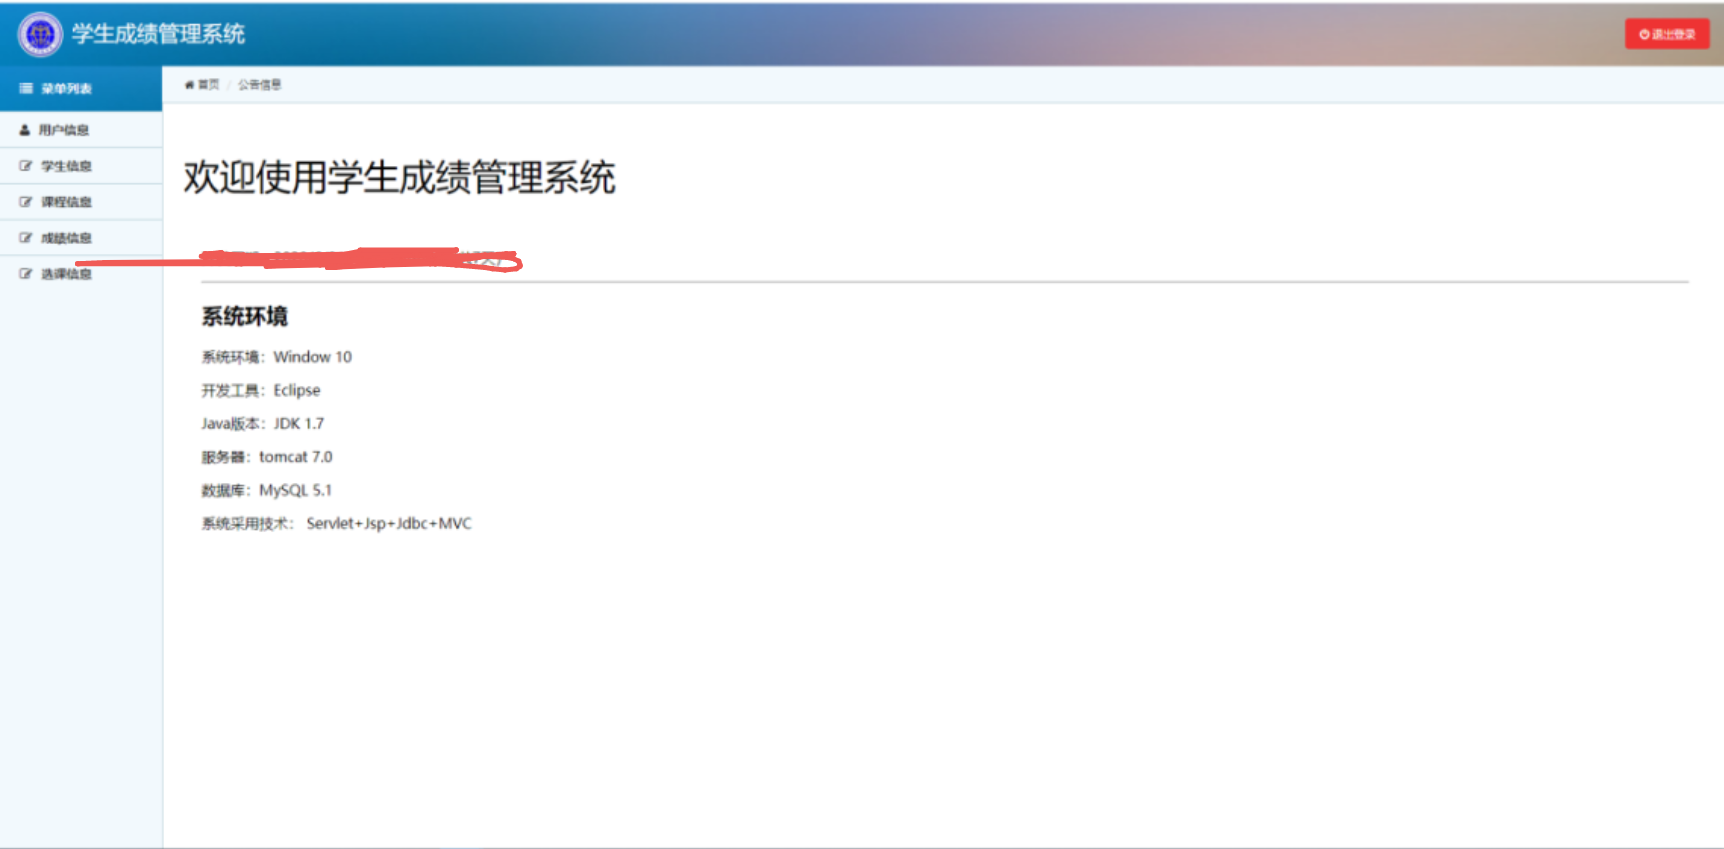 学生成绩管理系统
退出登录
菜单列表
首页 / 公告信息
用户信息
学生信息
课程信息
成绩信息
选课信息
欢迎使用学生成绩管理系统
系统环境
系统环境：Window 10
开发工具：Eclipse
Java版本：JDK 1.7
服务器：tomcat 7.0
数据库：MySQL 5.1
系统采用技术： Servlet+Jsp+Jdbc+MVC